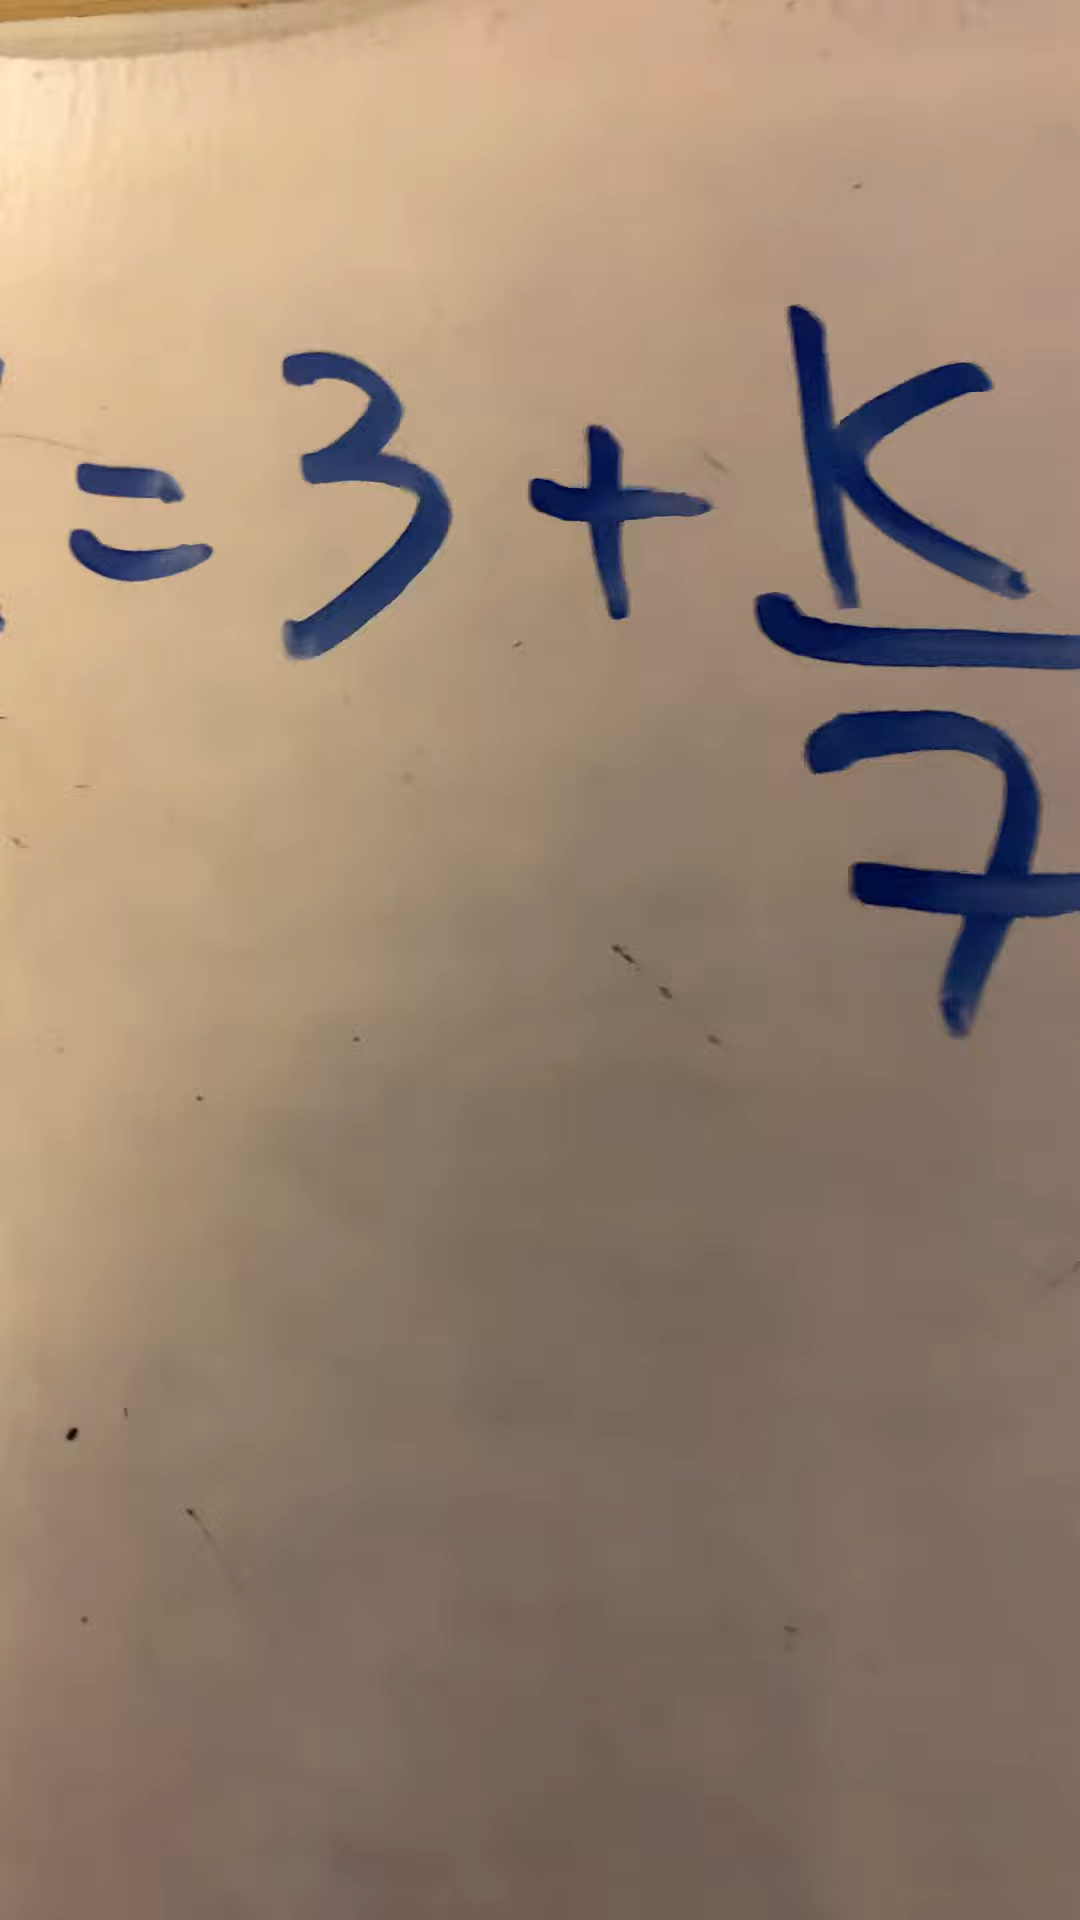 = 3 + K/7